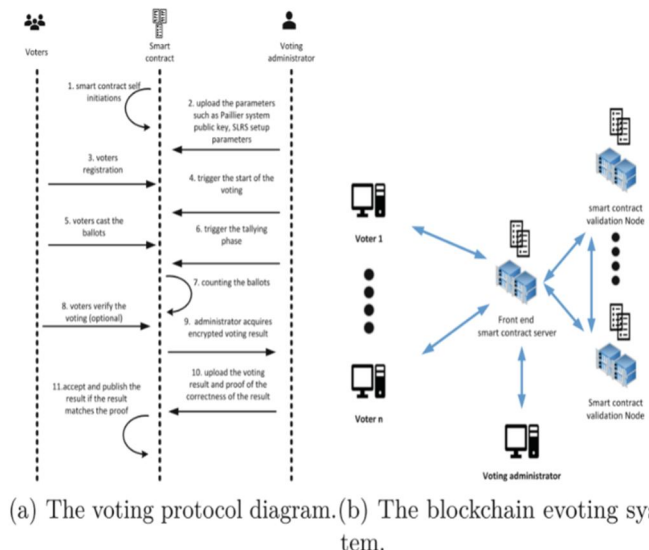 Voters
Smart
contract
Voting
administrator
1. smart contract self
initiations
2. upload the parameters
such as Paillier system
public key, SLRS setup
parameters
3. voters
registration
4. trigger the start of the
voting
5. voters cast the
ballots
6. trigger the tallying
phase
7. counting the ballots
8. voters verify the
voting (optional)
9. administrator acquires
encrypted voting result
10. upload the voting
result and proof of the
correctness of the result
11.accept and publish the
result if the result
matches the proof
Voter 1
Voter n
Front end
smart contract server
Voting administrator
smart contract
validation Node
Smart contract
validation Node
(a) The voting protocol diagram.(b) The blockchain evoting sys-
tem.